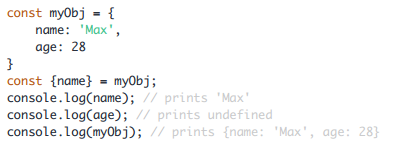 const myObj = {
    name: 'Max',
    age: 28
}
const {name} = myObj;
console.log(name); // prints 'Max'
console.log(age); // prints undefined
console.log(myObj); // prints {name: 'Max', age: 28}